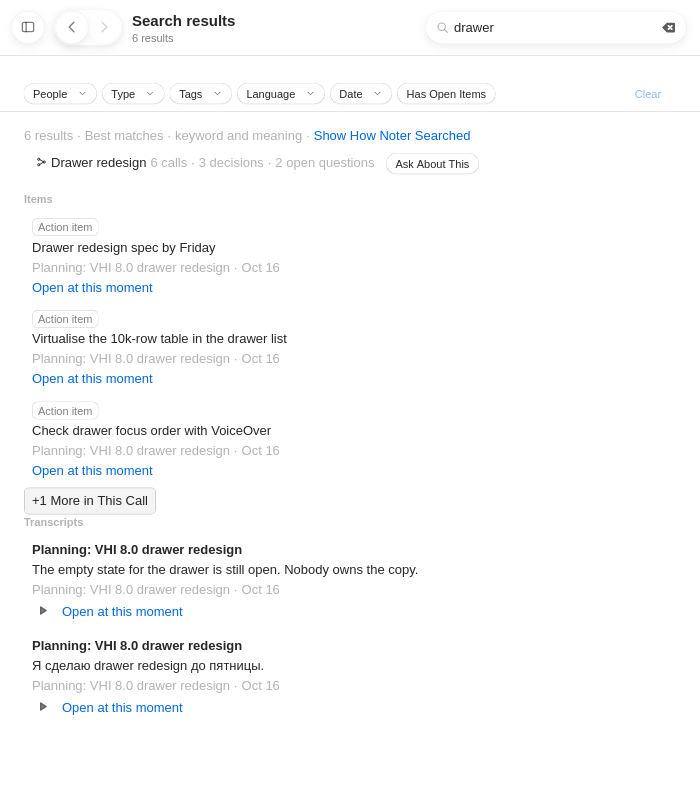 Search results
6 results
drawer
People
Type
Tags
Language
Date
Has Open Items
Clear
6 results · Best matches · keyword and meaning · Show How Noter Searched
Drawer redesign 6 calls · 3 decisions · 2 open questions
Ask About This
Items
Action item
Drawer redesign spec by Friday
Planning: VHI 8.0 drawer redesign · Oct 16
Open at this moment
Action item
Virtualise the 10k-row table in the drawer list
Planning: VHI 8.0 drawer redesign · Oct 16
Open at this moment
Action item
Check drawer focus order with VoiceOver
Planning: VHI 8.0 drawer redesign · Oct 16
Open at this moment
+1 More in This Call
Transcripts
Planning: VHI 8.0 drawer redesign
The empty state for the drawer is still open. Nobody owns the copy.
Planning: VHI 8.0 drawer redesign · Oct 16
Open at this moment
Planning: VHI 8.0 drawer redesign
Я сделаю drawer redesign до пятницы.
Planning: VHI 8.0 drawer redesign · Oct 16
Open at this moment